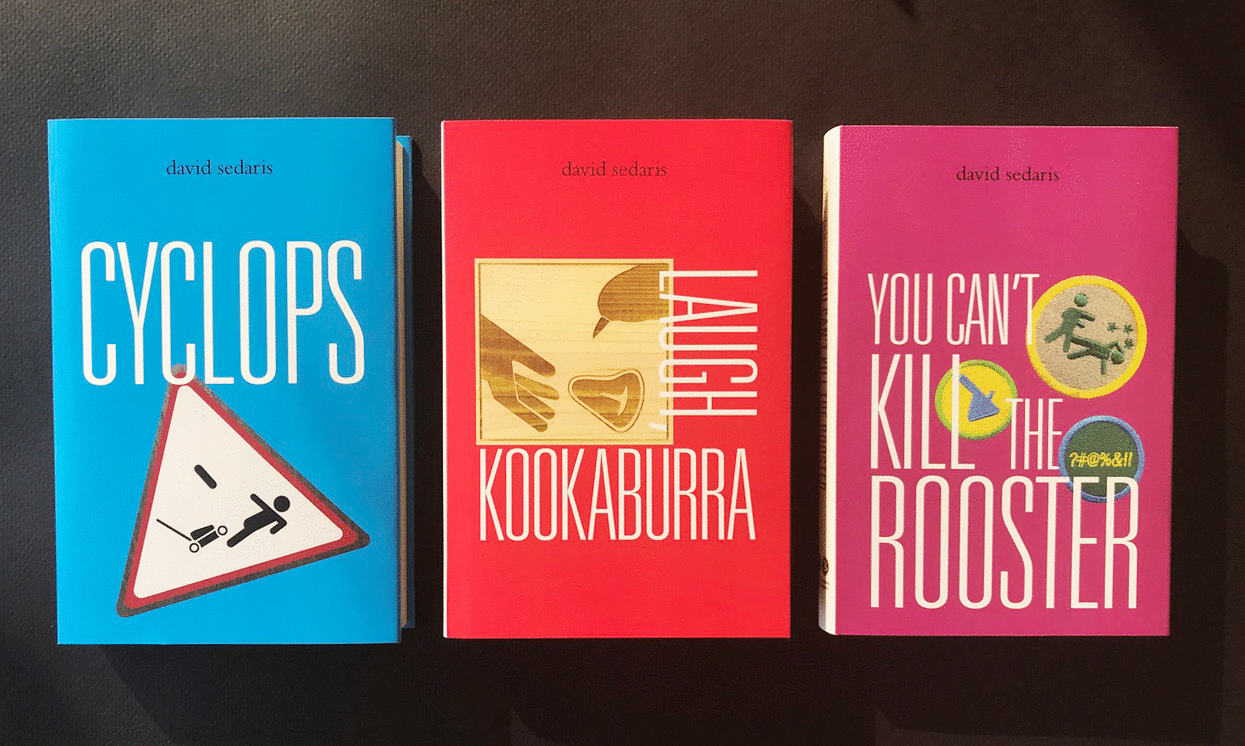 david sedaris
CYCLOPS
david sedaris
LAUGH,
KOOKABURRA
david sedaris
YOU CAN'T
KILL THE
?#@%&!!
ROOSTER